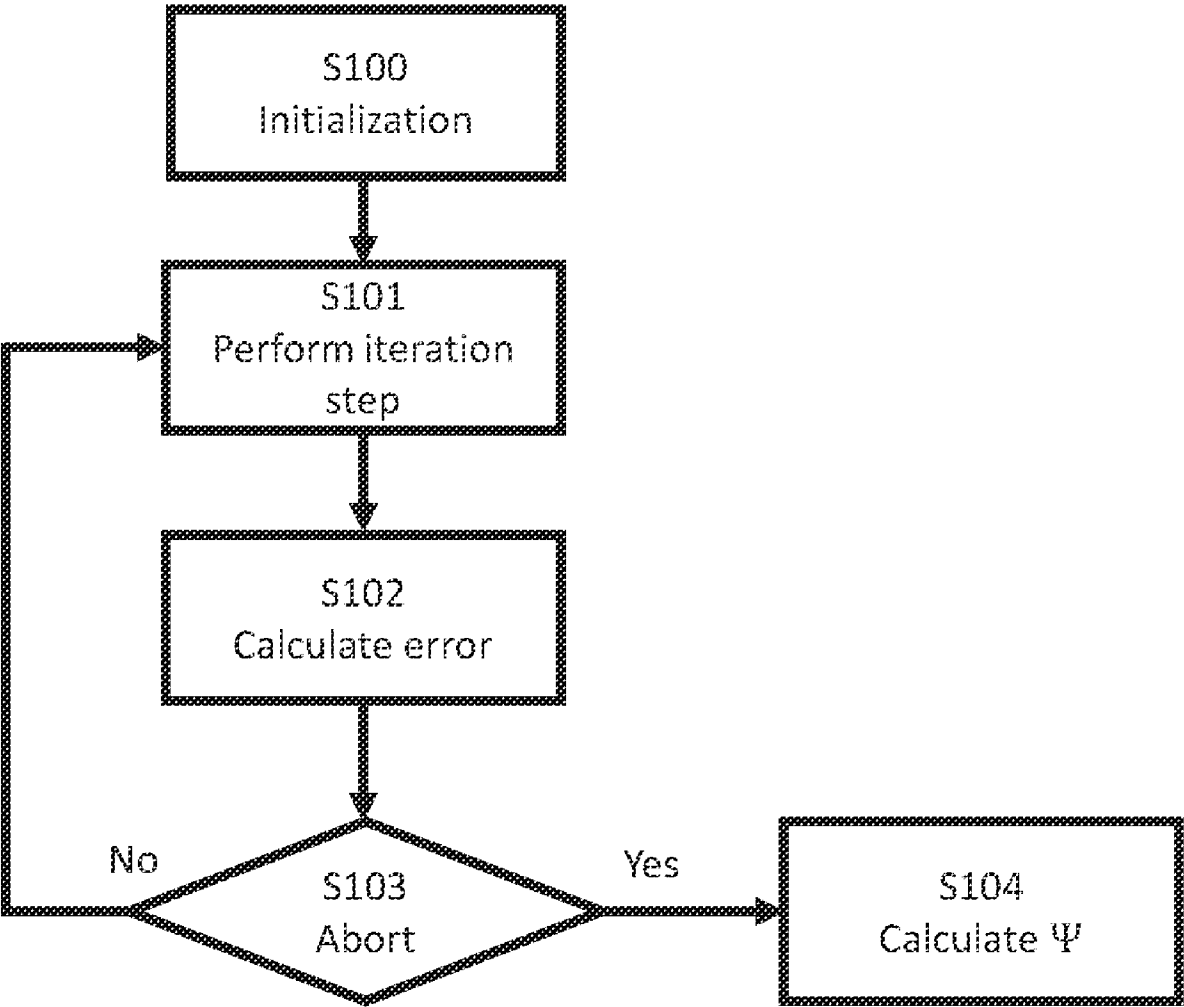 S100
Initialization
S101
Perform iteration
step
S102
Calculate error
No
Yes
S103
Abort
S104
Calculate Ψ